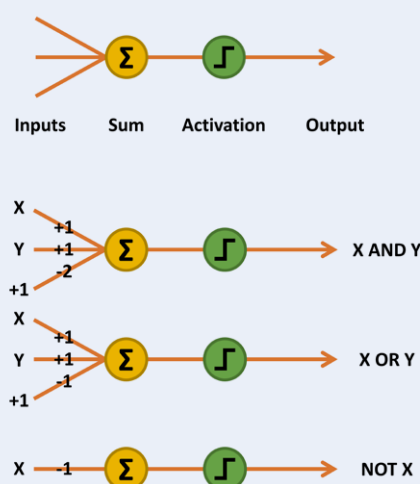 Σ
Inputs Sum Activation Output
X
+1
Y +1 Σ X AND Y
-2
+1
X
+1
Y +1 Σ X OR Y
-1
+1
X -1 Σ NOT X